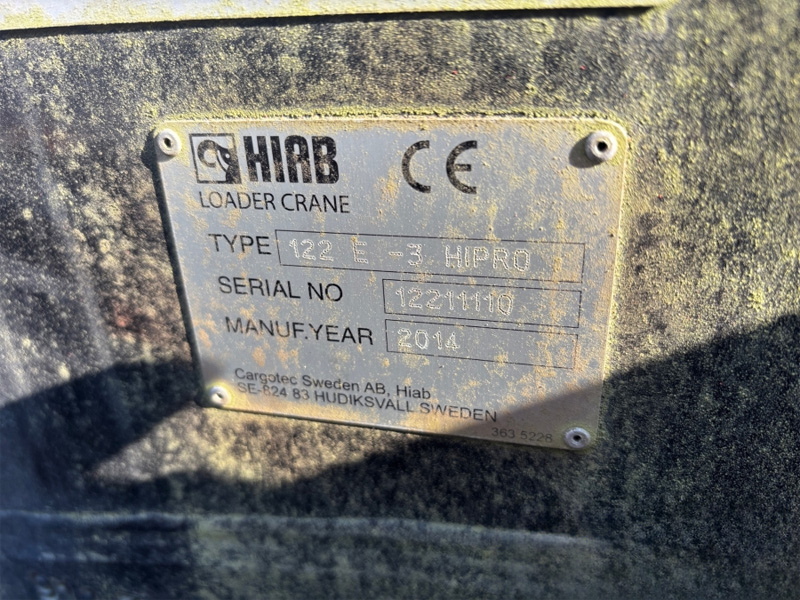 HIAB CE
LOADER CRANE
TYPE 122 E -3 HIPRO
SERIAL NO 12211110
MANUF.YEAR 2014
Cargotec Sweden AB, Hiab
SE-824 83 HUDIKSVALL SWEDEN
363 5228